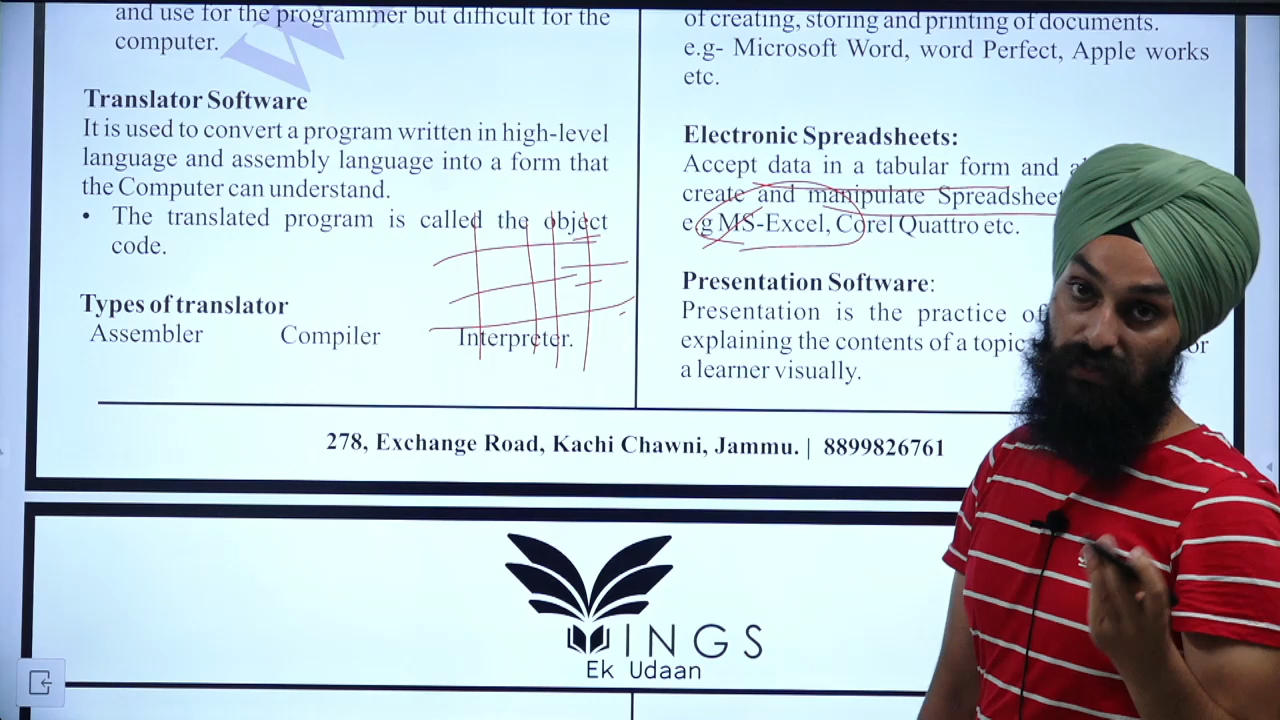 and use for the programmer but difficult for the
computer.
Translator Software
It is used to convert a program written in high-level
language and assembly language into a form that
the Computer can understand.
• The translated program is called the object
code.
Types of translator
Assembler Compiler Interpreter.
of creating, storing and printing of documents.
e.g- Microsoft Word, word Perfect, Apple works
etc.
Electronic Spreadsheets:
Accept data in a tabular form and
create and manipulate
e.g MS-Excel, Corel Quattro etc.
Presentation Software:
Presentation is the practice of
explaining the contents of a topic
a learner visually.
278, Exchange Road, Kachi Chawni, Jammu. | 8899826761
WINGS
Ek Udaan